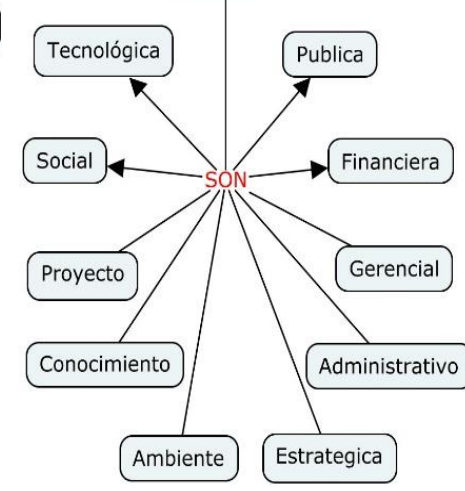 Tecnológica
Publica
Social
SON
Financiera
Proyecto
Gerencial
Conocimiento
Administrativo
Ambiente
Estrategica